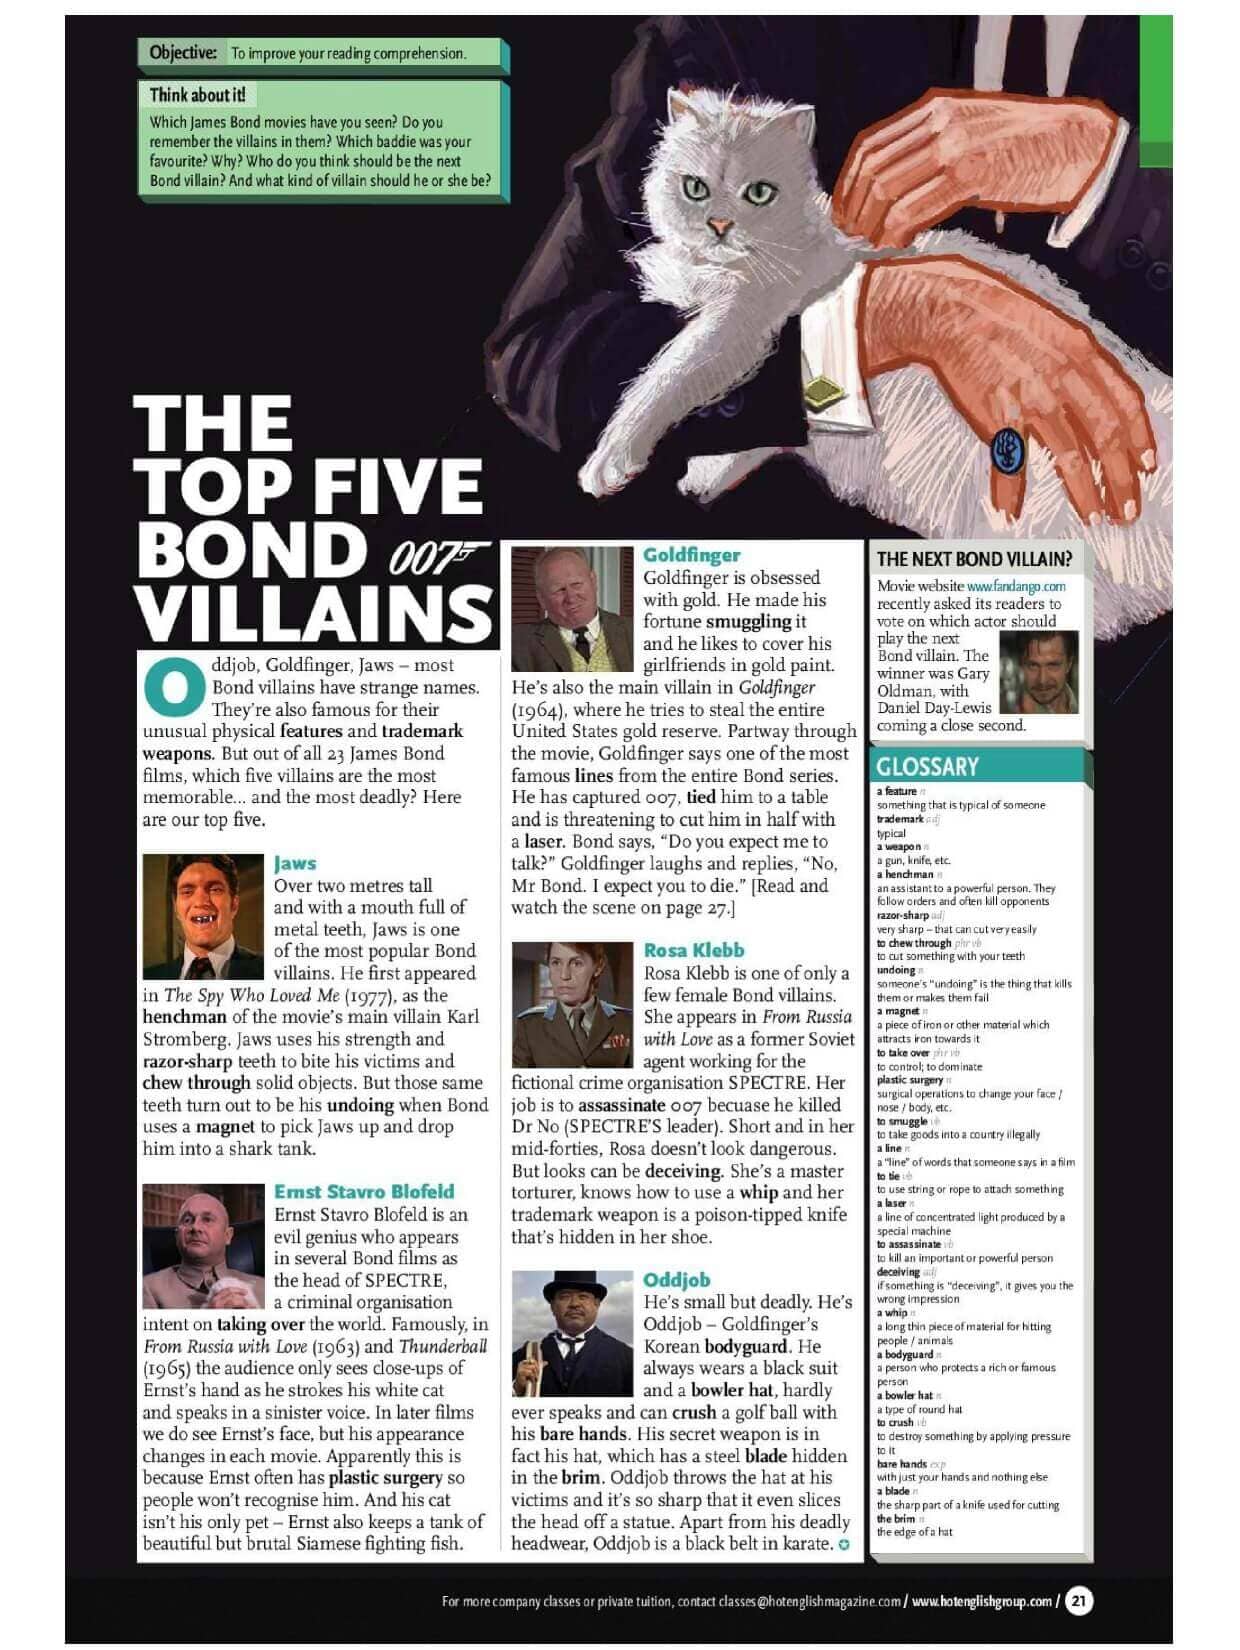 Objective: To improve your reading comprehension.
Think about it!
Which James Bond movies have you seen? Do you
remember the villains in them? Which baddie was your
favourite? Why? Who do you think should be the next
Bond villain? And what kind of villain should he or she be?
THE
TOP FIVE
BOND 007
VILLAINS
Oddjob, Goldfinger, Jaws – most
Bond villains have strange names.
They're also famous for their
unusual physical features and trademark
weapons. But out of all 23 James Bond
films, which five villains are the most
memorable... and the most deadly? Here
are our top five.
Jaws
Over two metres tall
and with a mouth full of
metal teeth, Jaws is one
of the most popular Bond
villains. He first appeared
in The Spy Who Loved Me (1977), as the
henchman of the movie's main villain Karl
Stromberg. Jaws uses his strength and
razor-sharp teeth to bite his victims and
chew through solid objects. But those same
teeth turn out to be his undoing when Bond
uses a magnet to pick Jaws up and drop
him into a shark tank.
Ernst Stavro Blofeld
Ernst Stavro Blofeld is an
evil genius who appears
in several Bond films as
the head of SPECTRE,
a criminal organisation
intent on taking over the world. Famously, in
From Russia with Love (1963) and Thunderball
(1965) the audience only sees close-ups of
Ernst's hand as he strokes his white cat
and speaks in a sinister voice. In later films
we do see Ernst's face, but his appearance
changes in each movie. Apparently this is
because Ernst often has plastic surgery so
people won't recognise him. And his cat
isn't his only pet – Ernst also keeps a tank of
beautiful but brutal Siamese fighting fish.
Goldfinger
Goldfinger is obsessed
with gold. He made his
fortune smuggling it
and he likes to cover his
girlfriends in gold paint.
He's also the main villain in Goldfinger
(1964), where he tries to steal the entire
United States gold reserve. Partway through
the movie, Goldfinger says one of the most
famous lines from the entire Bond series.
He has captured 007, tied him to a table
and is threatening to cut him in half with
a laser. Bond says, “Do you expect me to
talk?” Goldfinger laughs and replies, “No,
Mr Bond. I expect you to die.” [Read and
watch the scene on page 27.]
Rosa Klebb
Rosa Klebb is one of only a
few female Bond villains.
She appears in From Russia
with Love as a former Soviet
agent working for the
fictional crime organisation SPECTRE. Her
job is to assassinate 007 becuase he killed
Dr No (SPECTRE'S leader). Short and in her
mid-forties, Rosa doesn't look dangerous.
But looks can be deceiving. She's a master
torturer, knows how to use a whip and her
trademark weapon is a poison-tipped knife
that's hidden in her shoe.
Oddjob
He's small but deadly. He's
Oddjob – Goldfinger's
Korean bodyguard. He
always wears a black suit
and a bowler hat, hardly
ever speaks and can crush a golf ball with
his bare hands. His secret weapon is in
fact his hat, which has a steel blade hidden
in the brim. Oddjob throws the hat at his
victims and it's so sharp that it even slices
the head off a statue. Apart from his deadly
headwear, Oddjob is a black belt in karate.
THE NEXT BOND VILLAIN?
Movie website www.fandango.com
recently asked its readers to
vote on which actor should
play the next
Bond villain. The
winner was Gary
Oldman, with
Daniel Day-Lewis
coming a close second.
GLOSSARY
a feature n
something that is typical of someone
trademark adj
typical
a weapon n
a gun, knife, etc.
a henchman n
an assistant to a powerful person. They
follow orders and often kill opponents
razor-sharp adj
very sharp – that can cut very easily
to chew through phr vb
to cut something with your teeth
undoing n
someone's “undoing” is the thing that kills
them or makes them fail
a magnet n
a piece of iron or other material which
attracts iron towards it
to take over phr vb
to control; to dominate
plastic surgery n
surgical operations to change your face /
nose / body, etc.
to smuggle vb
to take goods into a country illegally
a line n
a “line” of words that someone says in a film
to tie vb
to use string or rope to attach something
a laser n
a line of concentrated light produced by a
special machine
to assassinate vb
to kill an important or powerful person
deceiving adj
if something is “deceiving”, it gives you the
wrong impression
a whip n
a long thin piece of material for hitting
people / animals
a bodyguard n
a person who protects a rich or famous
person
a bowler hat n
a type of round hat
to crush vb
to destroy something by applying pressure
to it
bare hands exp
with just your hands and nothing else
a blade n
the sharp part of a knife used for cutting
the brim n
the edge of a hat
For more company classes or private tuition, contact classes@hotenglishmagazine.com / www.hotenglishgroup.com / 21